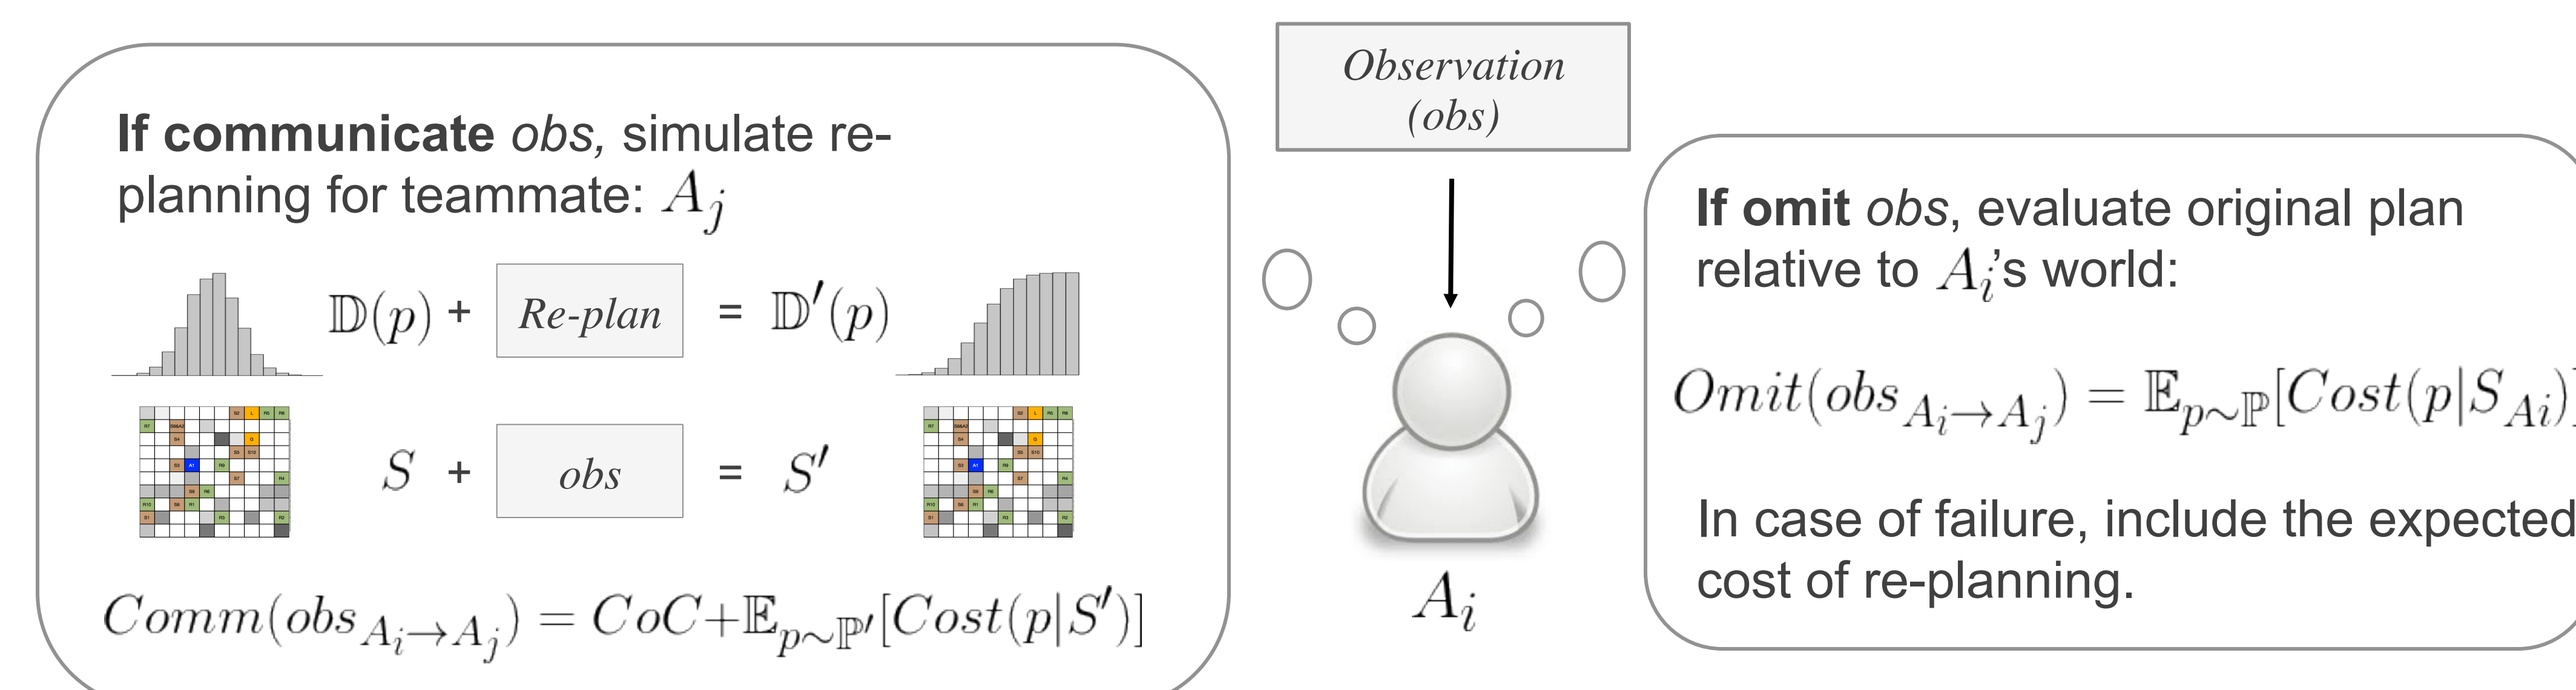 If communicate obs, simulate re-
planning for teammate: A_j
𝔻(p) + Re-plan = 𝔻′(p)
S + obs = S′
Comm(obs_{A_i→A_j}) = CoC+𝔼_{p∼ℙ′}[Cost(p|S′)]
Observation
(obs)
A_i
If omit obs, evaluate original plan
relative to A_i's world:
Omit(obs_{A_i→A_j}) = 𝔼_{p∼ℙ}[Cost(p|S_{Ai})]
In case of failure, include the expected
cost of re-planning.